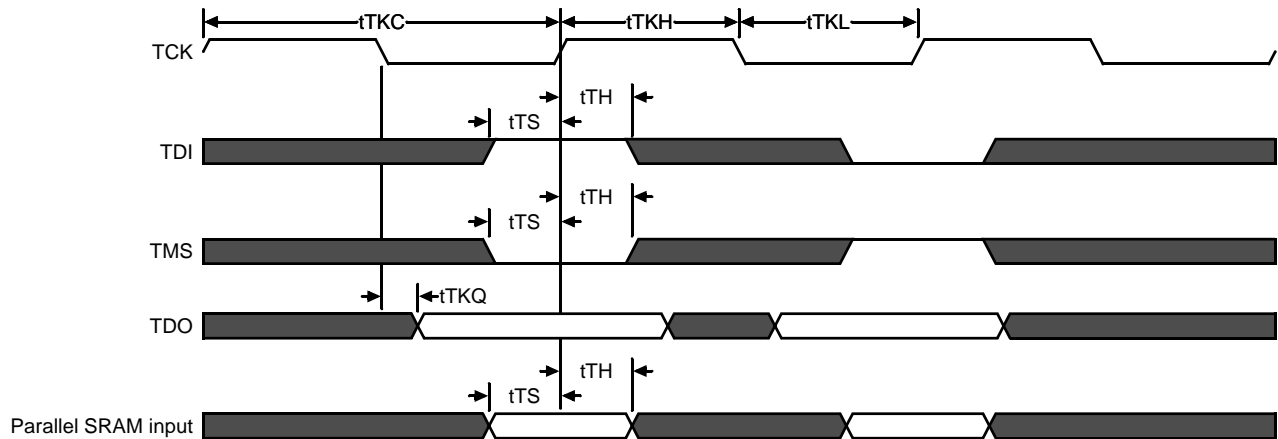 tTKC tTKH tTKL
TCK
tTH
tTS
TDI
tTH
tTS
TMS
tTKQ
TDO
tTH
tTS
Parallel SRAM input